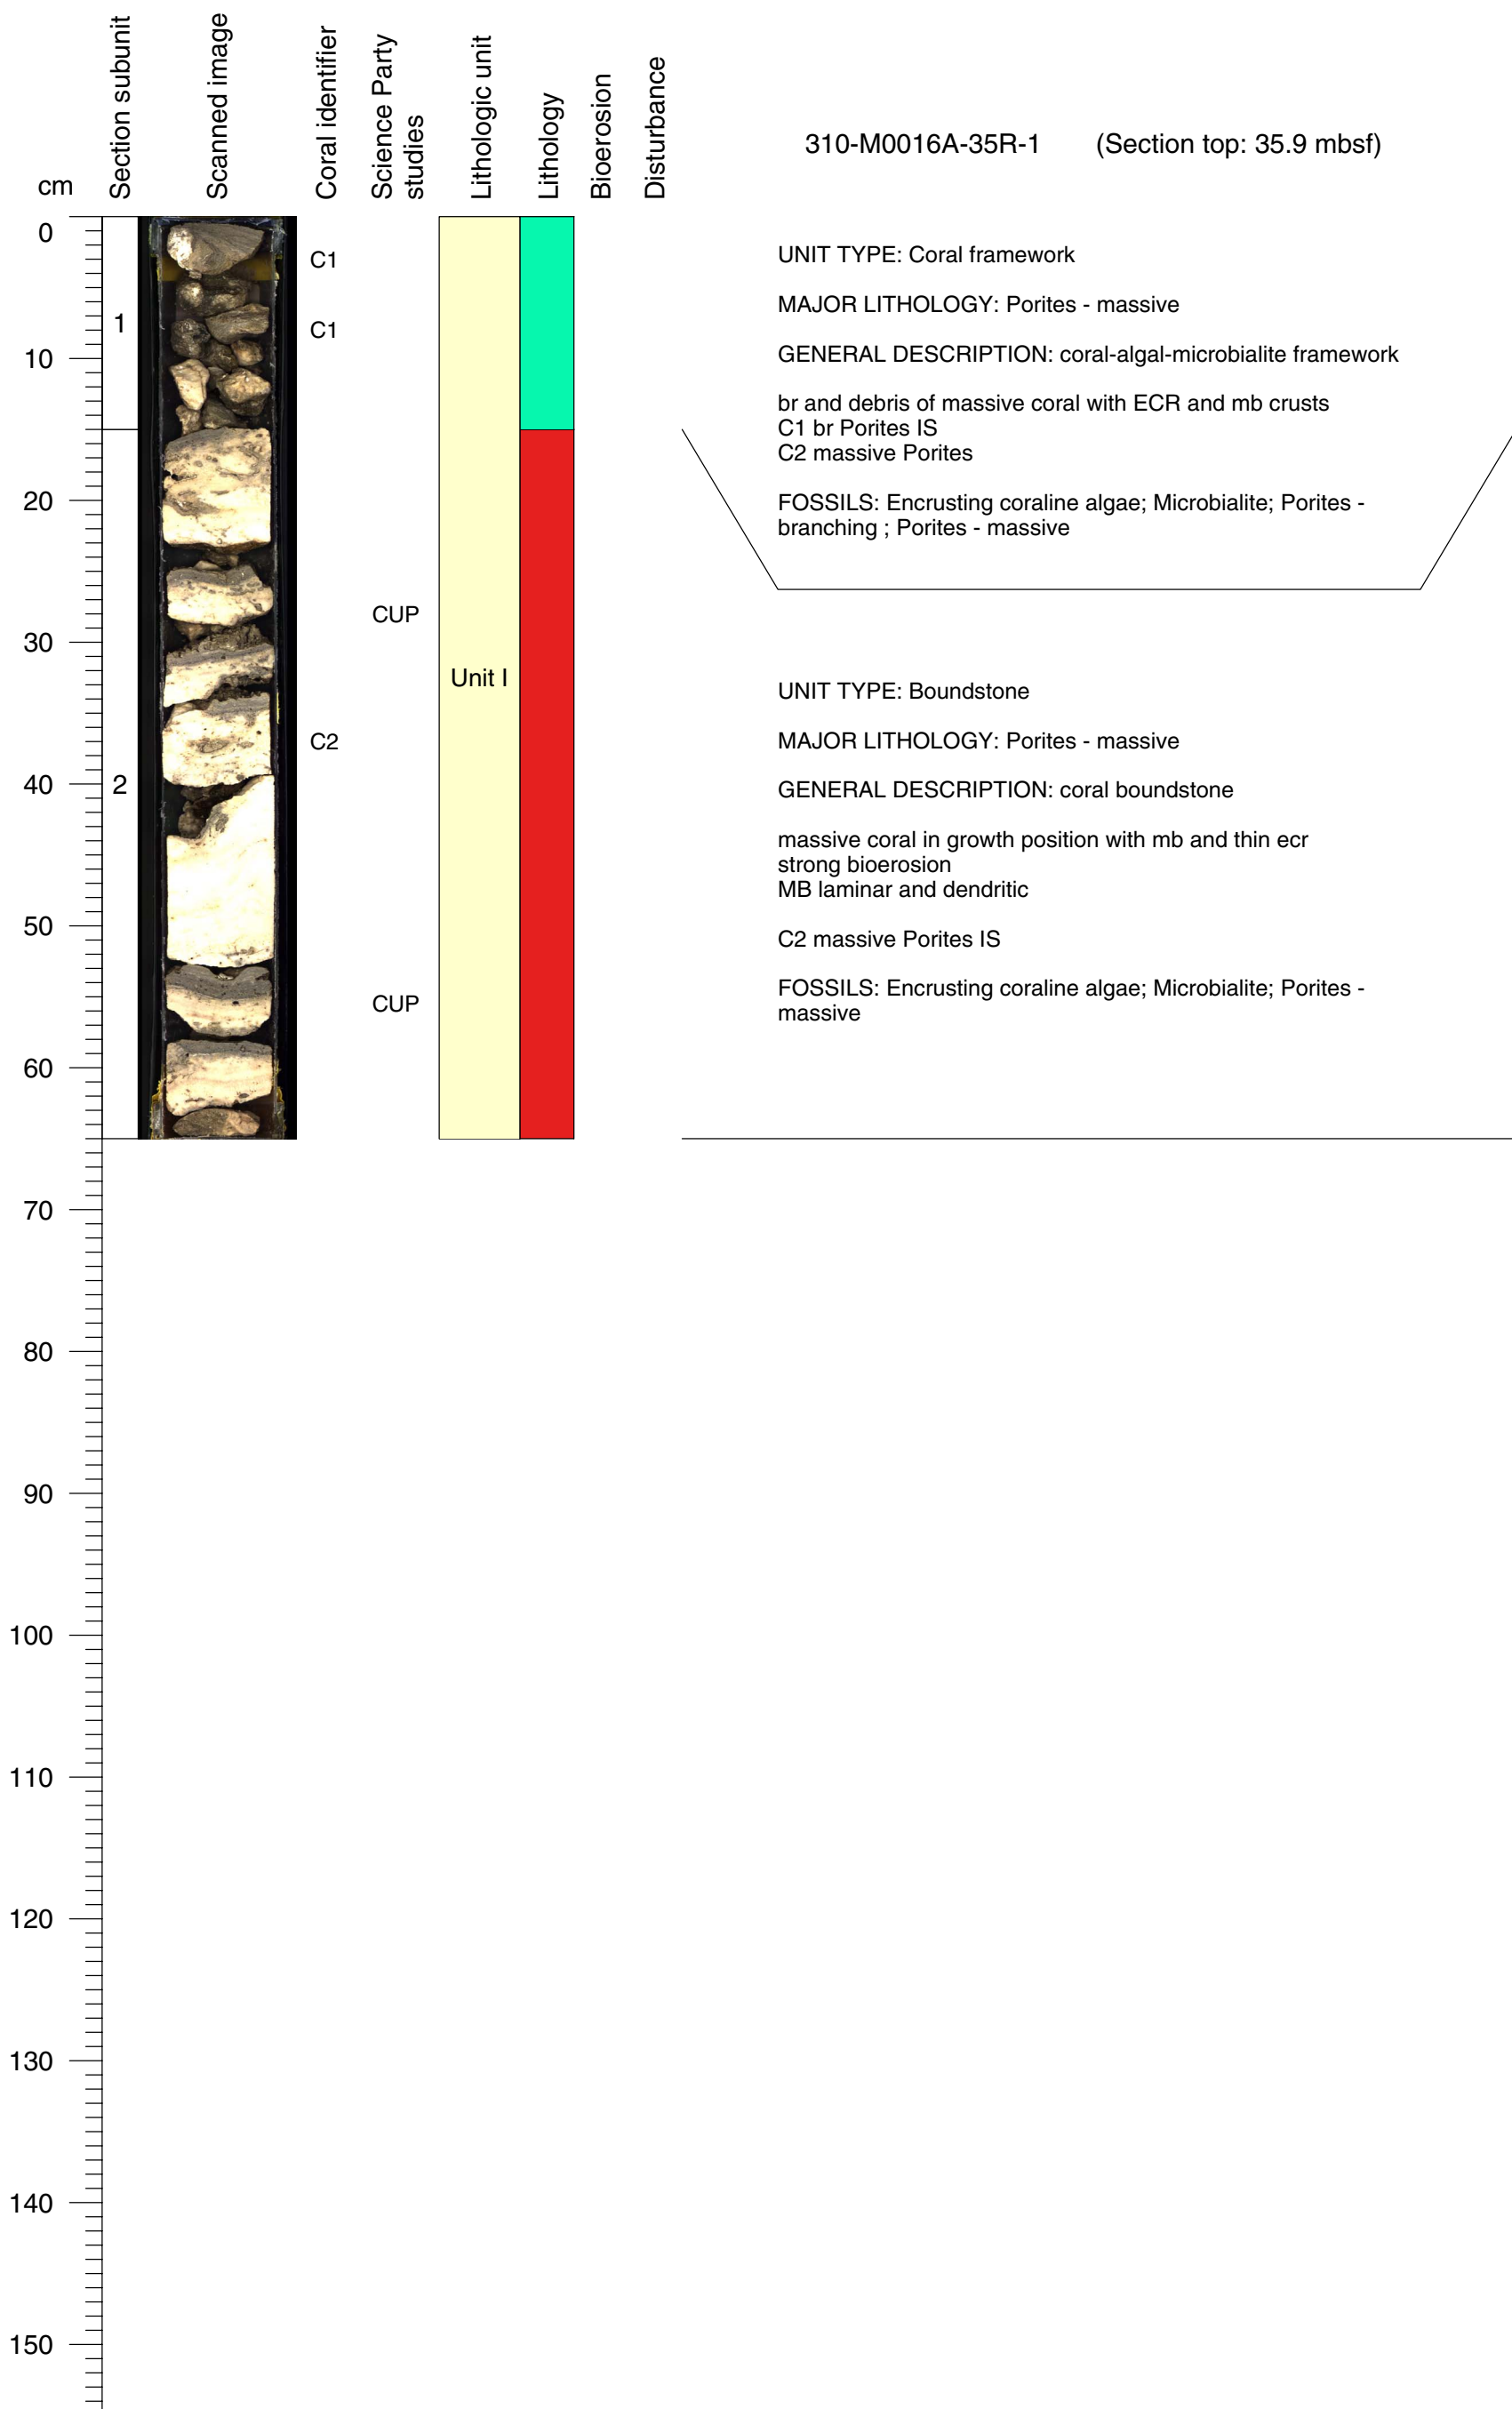 Section subunit
Scanned image
Coral identifier
Science Party
studies
Lithologic unit
Lithology
Bioerosion
Disturbance
310-M0016A-35R-1 (Section top: 35.9 mbsf)
cm
0
10
20
30
40
50
60
70
80
90
100
110
120
130
140
150
1
2
C1
C1
C2
CUP
CUP
Unit I
UNIT TYPE: Coral framework
MAJOR LITHOLOGY: Porites - massive
GENERAL DESCRIPTION: coral-algal-microbialite framework
br and debris of massive coral with ECR and mb crusts
C1 br Porites IS
C2 massive Porites
FOSSILS: Encrusting coraline algae; Microbialite; Porites -
branching ; Porites - massive
UNIT TYPE: Boundstone
MAJOR LITHOLOGY: Porites - massive
GENERAL DESCRIPTION: coral boundstone
massive coral in growth position with mb and thin ecr
strong bioerosion
MB laminar and dendritic
C2 massive Porites IS
FOSSILS: Encrusting coraline algae; Microbialite; Porites -
massive